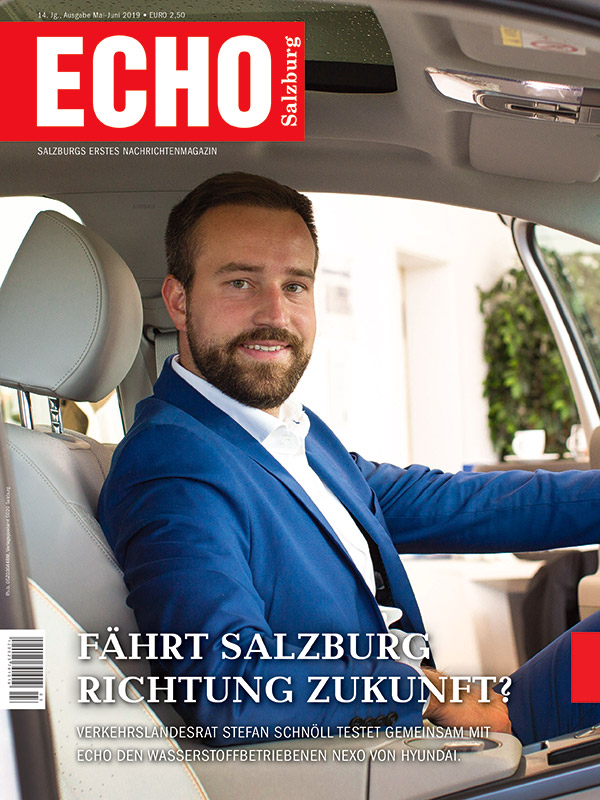 14. Jg., Ausgabe Mai-Juni 2019 • EURO 2,50
ECHO
Salzburg
SALZBURGS ERSTES NACHRICHTENMAGAZIN
FÄHRT SALZBURG
RICHTUNG ZUKUNFT?
VERKEHRSLANDESRAT STEFAN SCHNÖLL TESTET GEMEINSAM MIT
ECHO DEN WASSERSTOFFBETRIEBENEN NEXO VON HYUNDAI.